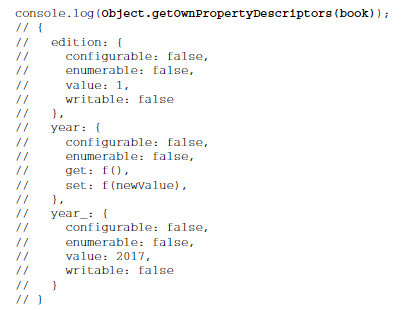 console.log(Object.getOwnPropertyDescriptors(book));
// {
//   edition: {
//     configurable: false,
//     enumerable: false,
//     value: 1,
//     writable: false
//   },
//   year: {
//     configurable: false,
//     enumerable: false,
//     get: f(),
//     set: f(newValue),
//   },
//   year_: {
//     configurable: false,
//     enumerable: false,
//     value: 2017,
//     writable: false
//   }
// }